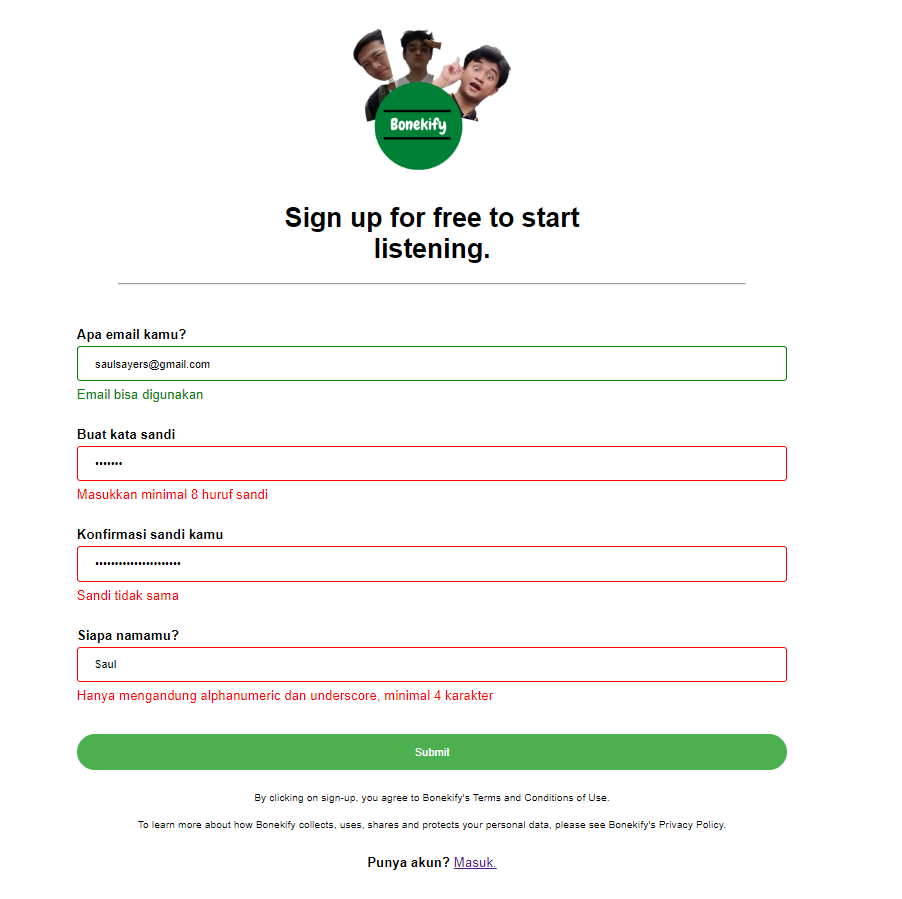 Bonekify
Sign up for free to start
listening.
Apa email kamu?
saulsayers@gmail.com
Email bisa digunakan
Buat kata sandi
•••••••
Masukkan minimal 8 huruf sandi
Konfirmasi sandi kamu
••••••••••••••••••••••
Sandi tidak sama
Siapa namamu?
Saul
Hanya mengandung alphanumeric dan underscore, minimal 4 karakter
Submit
By clicking on sign-up, you agree to Bonekify's Terms and Conditions of Use.
To learn more about how Bonekify collects, uses, shares and protects your personal data, please see Bonekify's Privacy Policy.
Punya akun? Masuk.